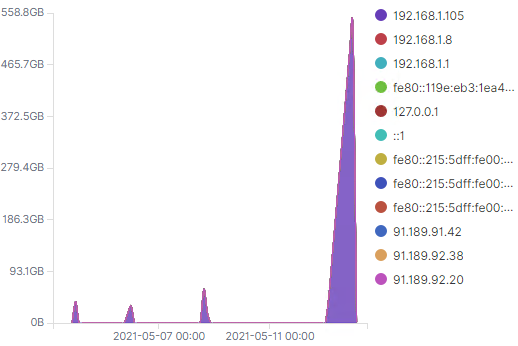 558.8GB
465.7GB
372.5GB
279.4GB
186.3GB
93.1GB
0B
2021-05-07 00:00
2021-05-11 00:00
192.168.1.105
192.168.1.8
192.168.1.1
fe80::119e:eb3:1ea4...
127.0.0.1
::1
fe80::215:5dff:fe00:...
fe80::215:5dff:fe00:...
fe80::215:5dff:fe00:...
91.189.91.42
91.189.92.38
91.189.92.20